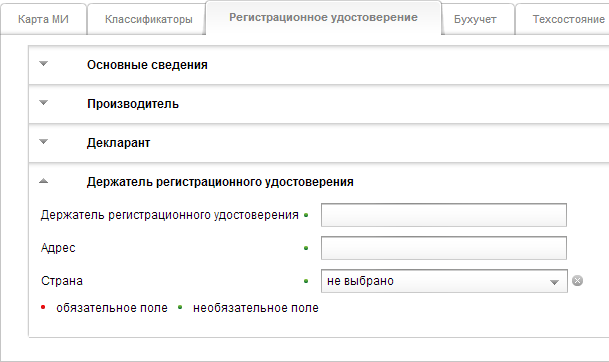 Карта МИ Классификаторы Регистрационное удостоверение Бухучет Техсостояние
Основные сведения
Производитель
Декларант
Держатель регистрационного удостоверения
Держатель регистрационного удостоверения
Адрес
Страна не выбрано
обязательное поле необязательное поле